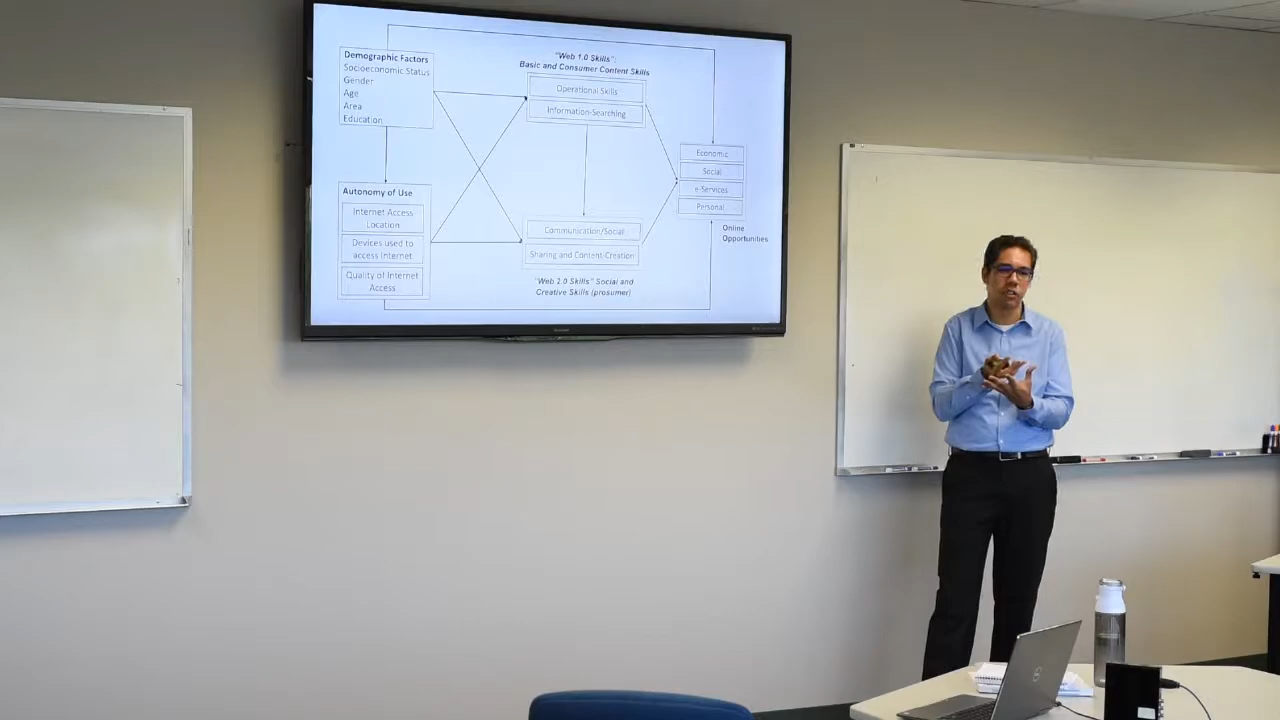 Demographic Factors
Socioeconomic Status
Gender
Age
Area
Education
Autonomy of Use
Internet Access
Location
Devices used to
access Internet
Quality of Internet
Access
"Web 1.0 Skills":
Basic and Consumer Content Skills
Operational Skills
Information-Searching
Communication/Social
Sharing and Content-Creation
"Web 2.0 Skills" Social and
Creative Skills (prosumer)
Economic
Social
e-Services
Personal
Online
Opportunities